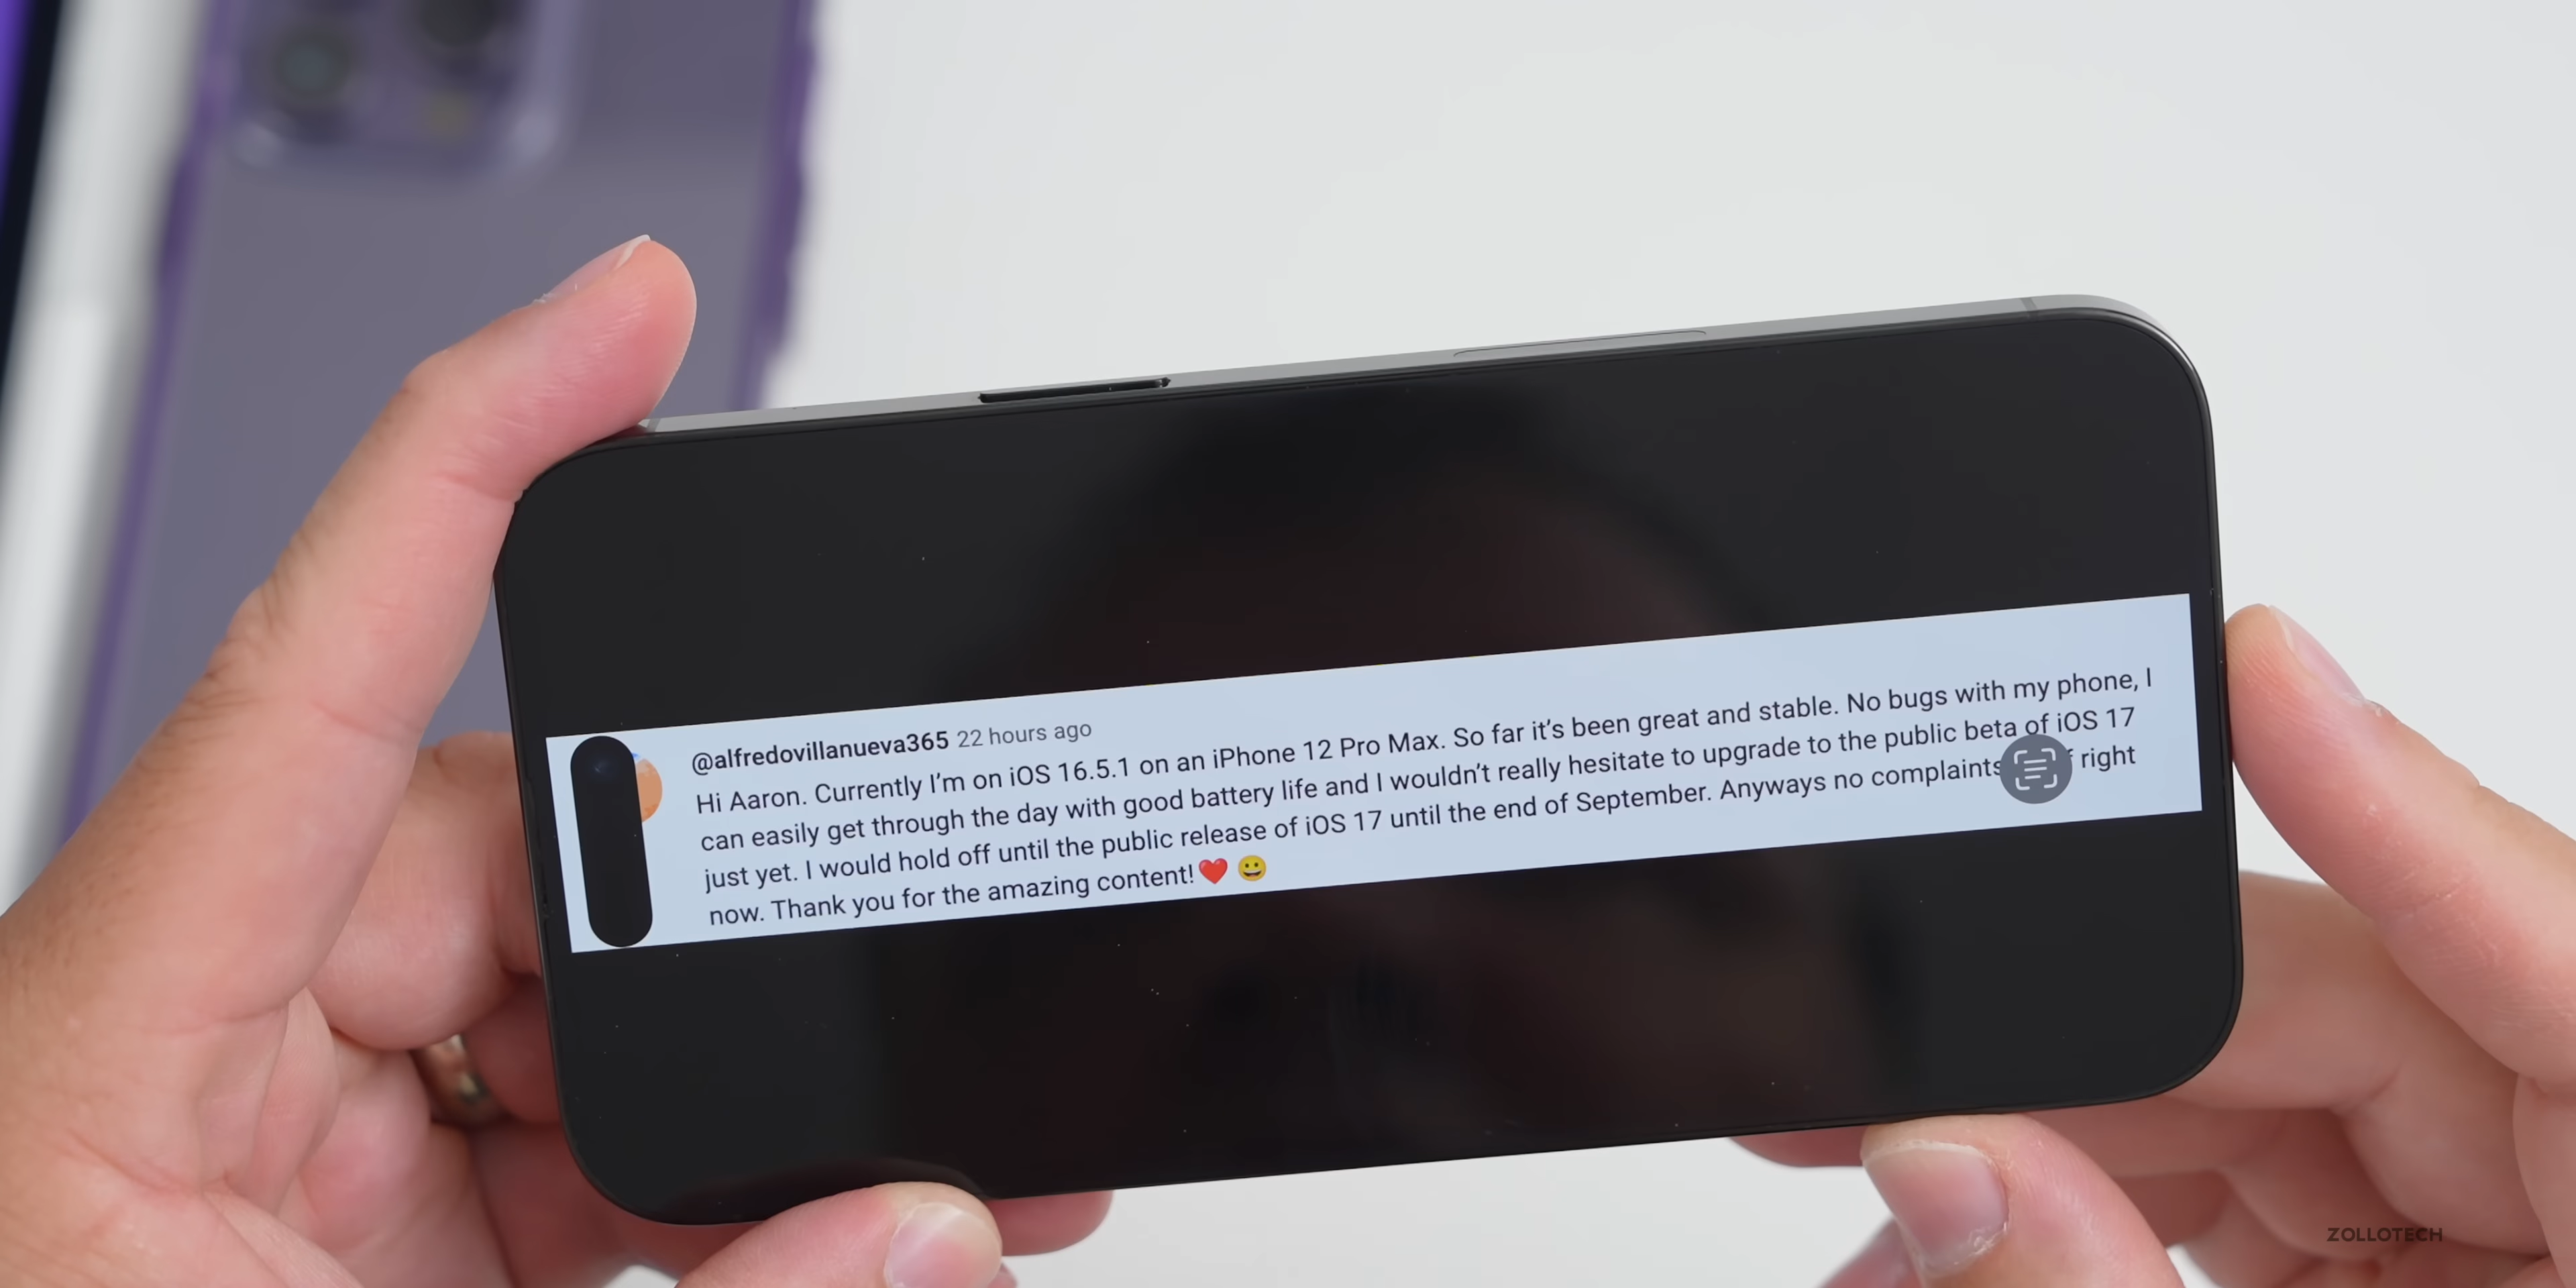 @alfredovillanueva365 22 hours ago
Hi Aaron. Currently I'm on iOS 16.5.1 on an iPhone 12 Pro Max. So far it's been great and stable. No bugs with my phone, I
can easily get through the day with good battery life and I wouldn't really hesitate to upgrade to the public beta of iOS 17
just yet. I would hold off until the public release of iOS 17 until the end of September. Anyways no complaints right
now. Thank you for the amazing content!❤️ 😀
ZOLLOTECH